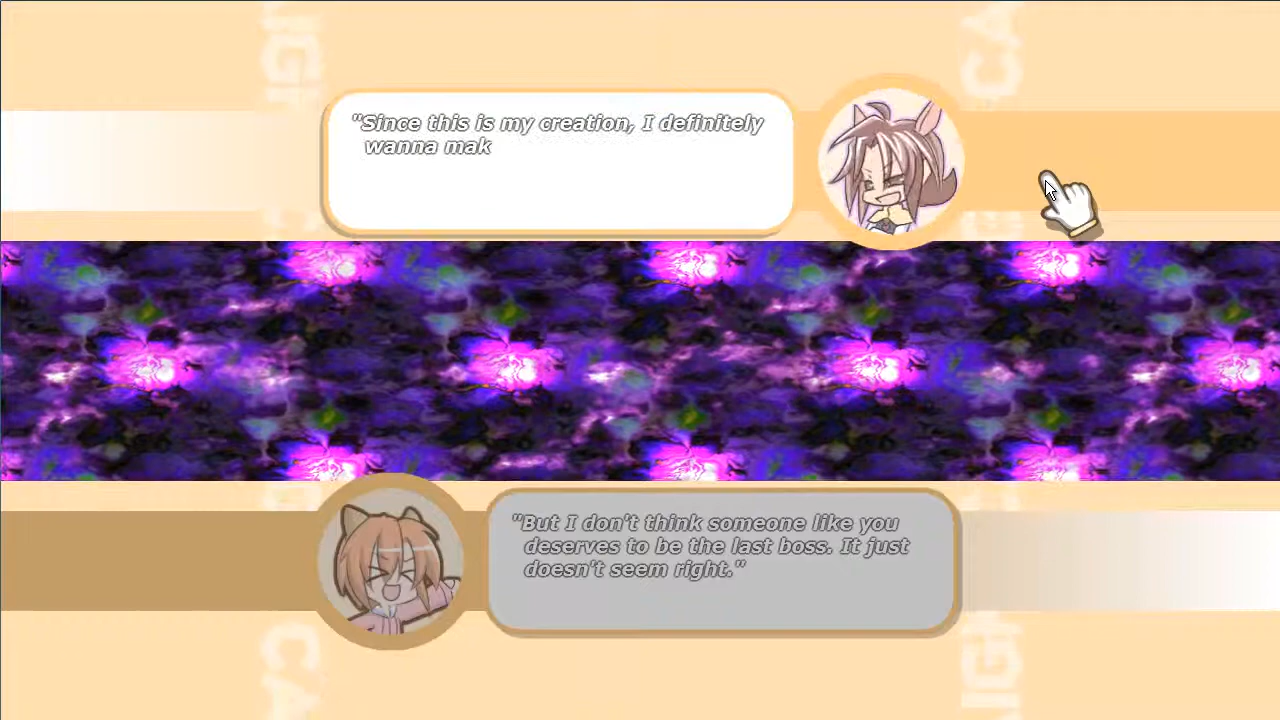 "Since this is my creation, I definitely
wanna mak
"But I don't think someone like you
deserves to be the last boss. It just
doesn't seem right."